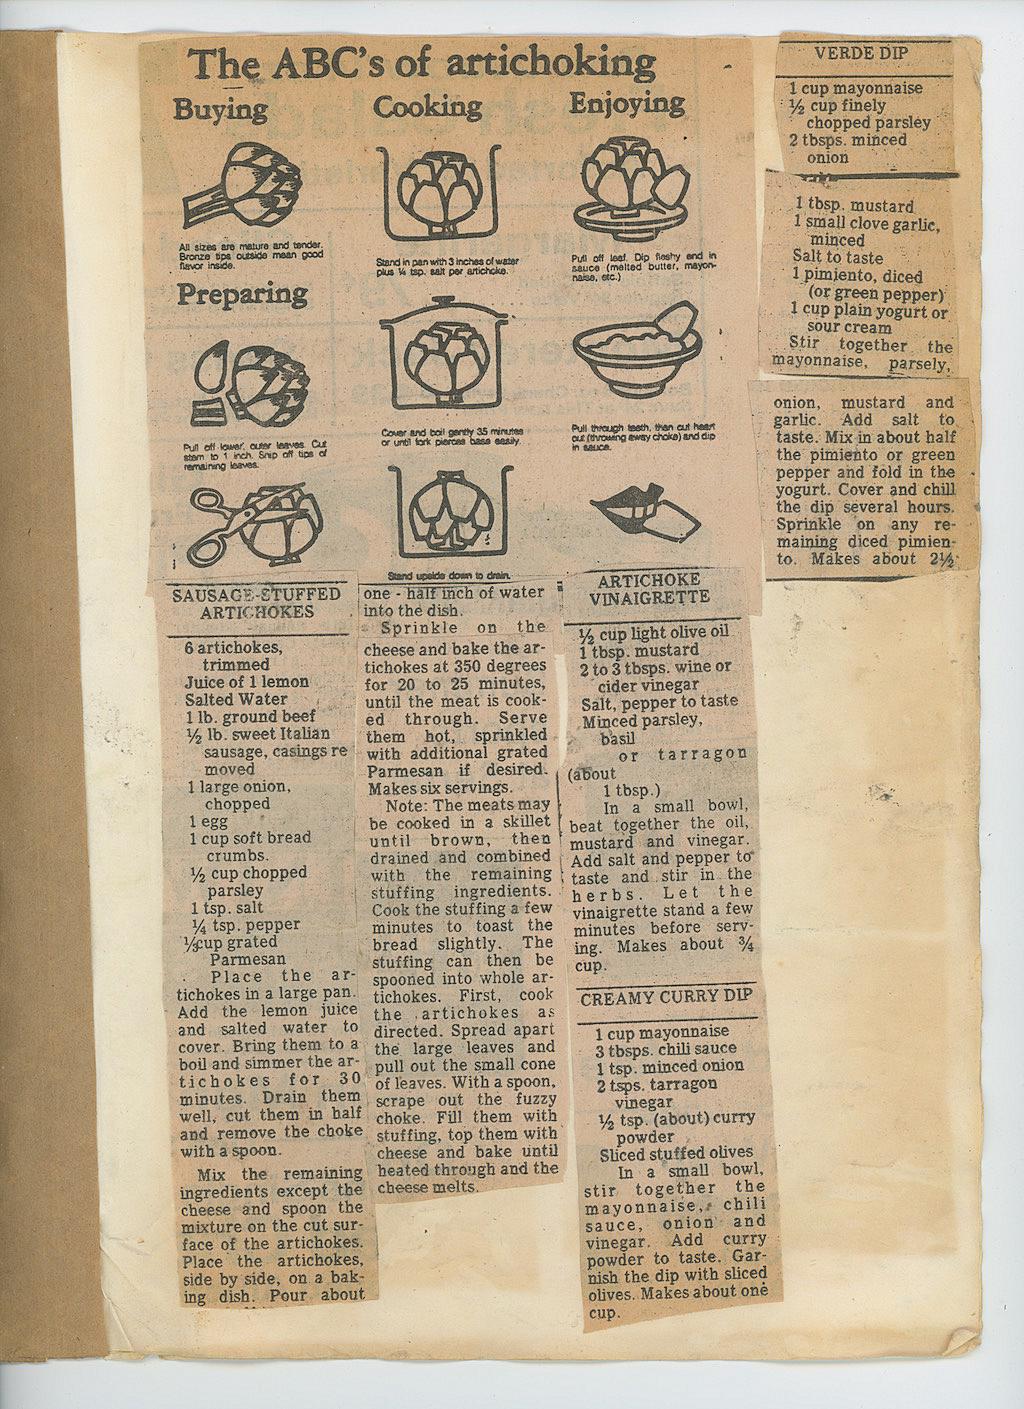 The ABC's of artichoking
Buying
All sizes are mature and tender.
Bronze tips outside mean good
flavor inside.
Preparing
Pull off lower, outer leaves. Cut
stem to 1 inch. Snip off tips of
remaining leaves.
Cooking
Stand in pan with 3 inches of water
plus ¼ tsp. salt per artichoke.
Cover and boil gently 35 minutes
or until fork pierces base easily.
Stand upside down to drain.
Enjoying
Pull off leaf. Dip fleshy end in
sauce (melted butter, mayon-
naise, etc.)
Pull through teeth, then cut heart
out (throwing away choke) and dip
in sauce.
SAUSAGE-STUFFED
ARTICHOKES
6 artichokes,
trimmed
Juice of 1 lemon
Salted Water
1 lb. ground beef
½ lb. sweet Italian
sausage, casings re
moved
1 large onion,
chopped
1 egg
1 cup soft bread
crumbs.
½ cup chopped
parsley
1 tsp. salt
¼ tsp. pepper
⅓ cup grated
Parmesan
Place the ar-
tichokes in a large pan.
Add the lemon juice
and salted water to
cover. Bring them to a
boil and simmer the ar-
tichokes for 30
minutes. Drain them
well, cut them in half
and remove the choke
with a spoon.
Mix the remaining
ingredients except the
cheese and spoon the
mixture on the cut sur-
face of the artichokes.
Place the artichokes,
side by side, on a bak-
ing dish. Pour about
one - half inch of water
into the dish.
Sprinkle on the
cheese and bake the ar-
tichokes at 350 degrees
for 20 to 25 minutes,
until the meat is cook-
ed through. Serve
them hot, sprinkled
with additional grated
Parmesan if desired.
Makes six servings.
Note: The meats may
be cooked in a skillet
until brown, then
drained and combined
with the remaining
stuffing ingredients.
Cook the stuffing a few
minutes to toast the
bread slightly. The
stuffing can then be
spooned into whole ar-
tichokes. First, cook
the artichokes as
directed. Spread apart
the large leaves and
pull out the small cone
of leaves. With a spoon,
scrape out the fuzzy
choke. Fill them with
stuffing, top them with
cheese and bake until
heated through and the
cheese melts.
ARTICHOKE
VINAIGRETTE
½ cup light olive oil
1 tbsp. mustard
2 to 3 tbsps. wine or
cider vinegar
Salt, pepper to taste
Minced parsley,
basil
or tarragon
(about
1 tbsp.)
In a small bowl,
beat together the oil,
mustard and vinegar.
Add salt and pepper to
taste and stir in the
herbs. Let the
vinaigrette stand a few
minutes before serv-
ing. Makes about ¾
cup.
CREAMY CURRY DIP
1 cup mayonnaise
3 tbsps. chili sauce
1 tsp. minced onion
2 tsps. tarragon
vinegar
½ tsp. (about) curry
powder
Sliced stuffed olives
In a small bowl,
stir together the
mayonnaise, chili
sauce, onion and
vinegar. Add curry
powder to taste. Gar-
nish the dip with sliced
olives. Makes about one
cup.
VERDE DIP
1 cup mayonnaise
½ cup finely
chopped parsley
2 tbsps. minced
onion
1 tbsp. mustard
1 small clove garlic,
minced
Salt to taste
1 pimiento, diced
(or green pepper)
1 cup plain yogurt or
sour cream
Stir together the
mayonnaise, parsely,
onion, mustard and
garlic. Add salt to
taste. Mix in about half
the pimiento or green
pepper and fold in the
yogurt. Cover and chill
the dip several hours.
Sprinkle on any re-
maining diced pimien-
to. Makes about 2½